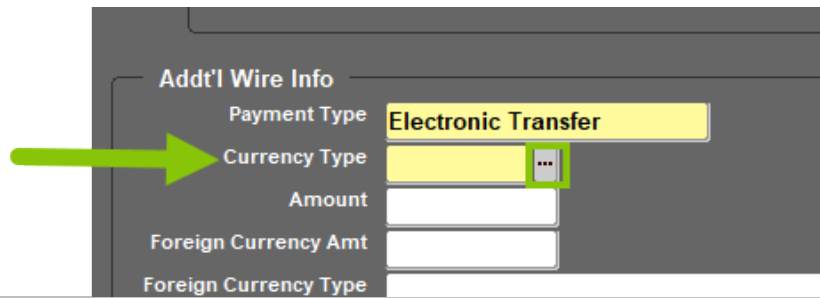 Addt'l Wire Info
Payment Type Electronic Transfer
Currency Type ...
Amount
Foreign Currency Amt
Foreign Currency Type